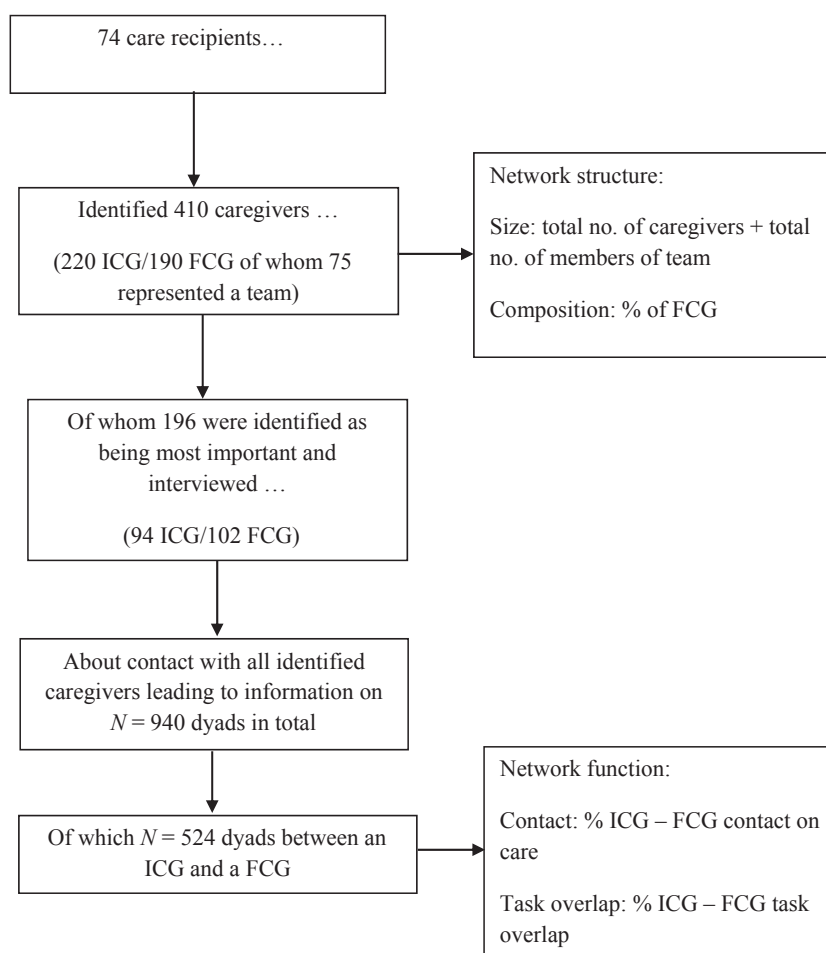 74 care recipients…
Identified 410 caregivers …
(220 ICG/190 FCG of whom 75
represented a team)
Network structure:
Size: total no. of caregivers + total
no. of members of team
Composition: % of FCG
Of whom 196 were identified as
being most important and
interviewed …
(94 ICG/102 FCG)
About contact with all identified
caregivers leading to information on
N = 940 dyads in total
Of which N = 524 dyads between an
ICG and a FCG
Network function:
Contact: % ICG – FCG contact on
care
Task overlap: % ICG – FCG task
overlap